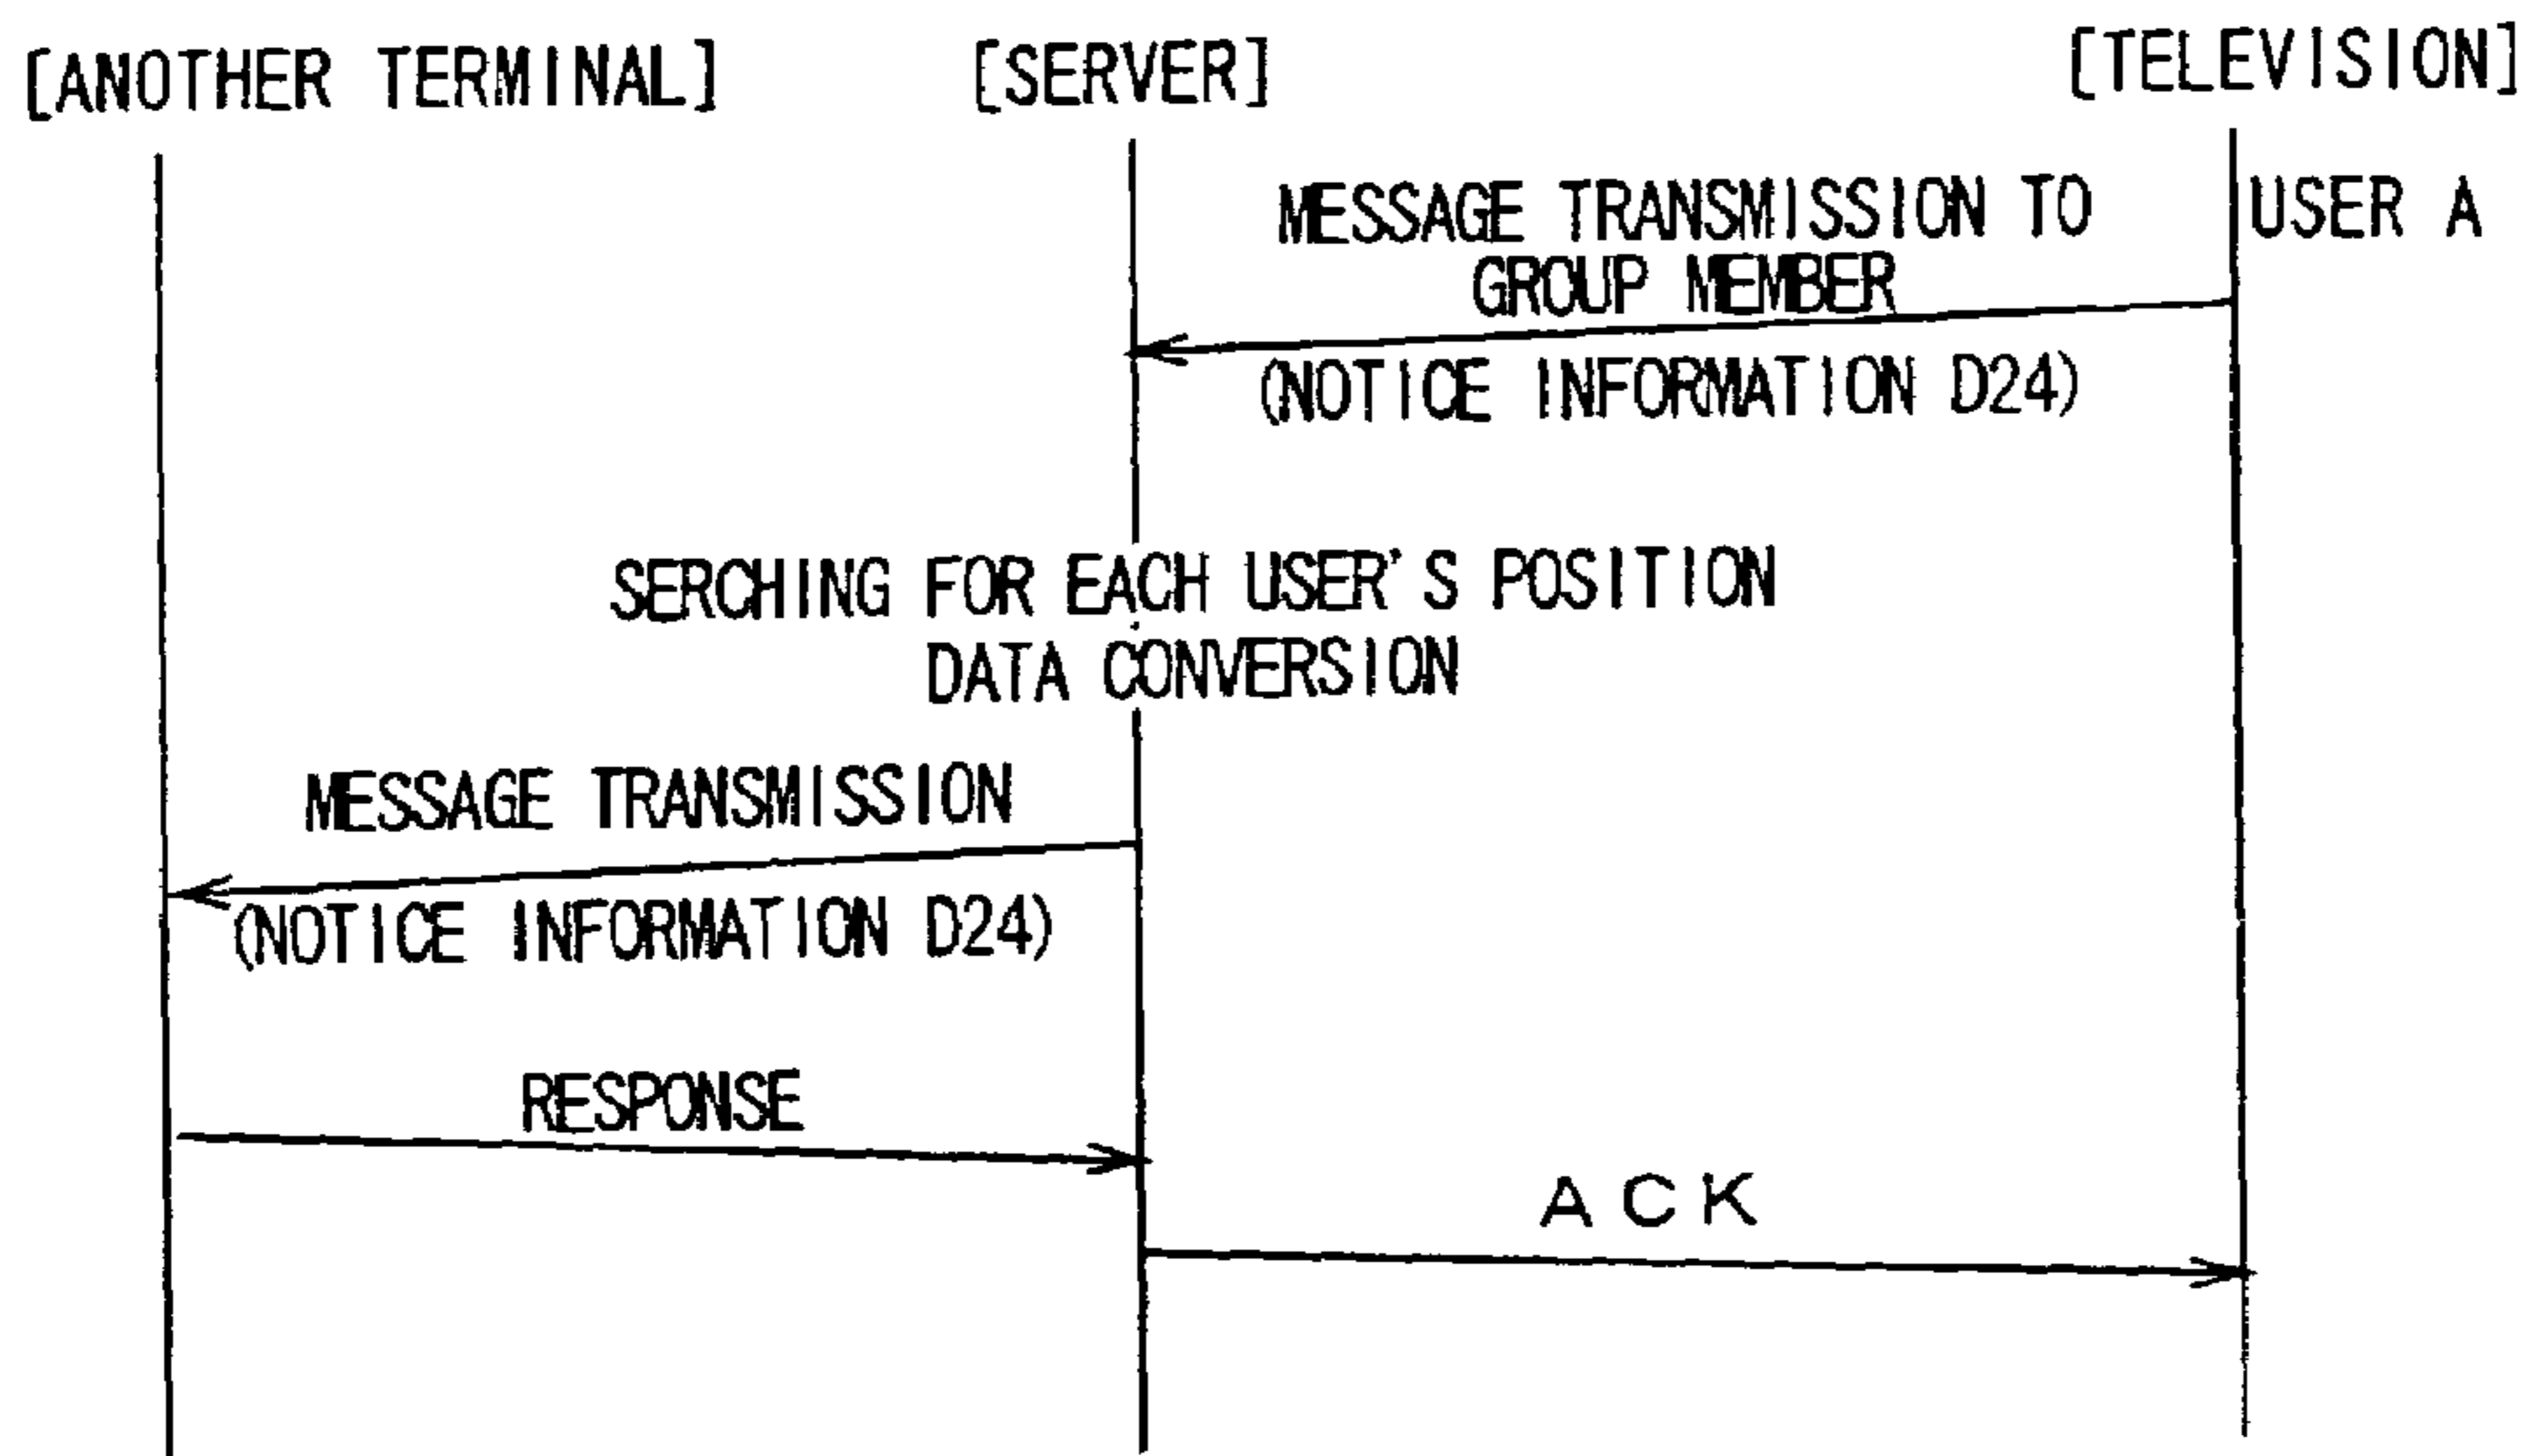 [ANOTHER TERMINAL] [SERVER] [TELEVISION]
MESSAGE TRANSMISSION TO USER A
GROUP MEMBER
(NOTICE INFORMATION D24)
SERCHING FOR EACH USER'S POSITION
DATA CONVERSION
MESSAGE TRANSMISSION
(NOTICE INFORMATION D24)
RESPONSE
ACK